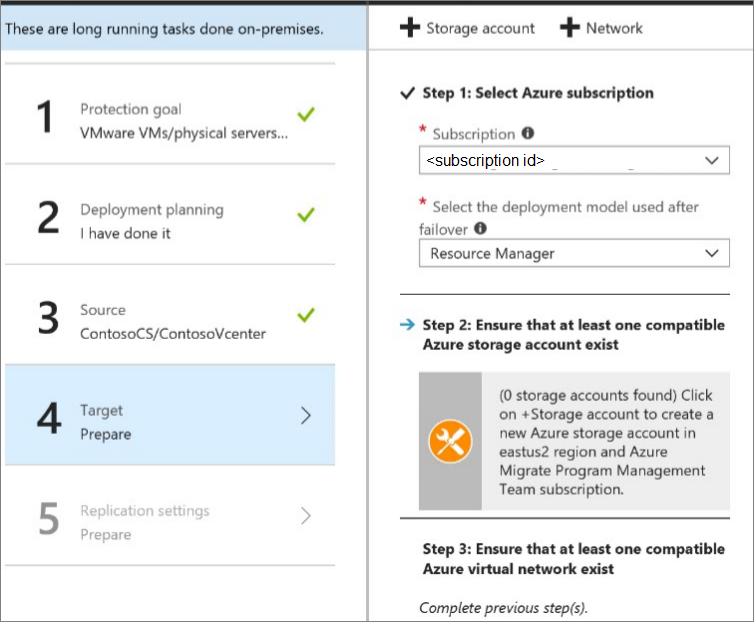 These are long running tasks done on-premises.
1
Protection goal
VMware VMs/physical servers...
2
Deployment planning
I have done it
3
Source
ContosoCS/ContosoVcenter
4
Target
Prepare
5
Replication settings
Prepare
Storage account
Network
Step 1: Select Azure subscription
* Subscription
<subscription id>
* Select the deployment model used after
failover
Resource Manager
Step 2: Ensure that at least one compatible
Azure storage account exist
(0 storage accounts found) Click
on +Storage account to create a
new Azure storage account in
eastus2 region and Azure
Migrate Program Management
Team subscription.
Step 3: Ensure that at least one compatible
Azure virtual network exist
Complete previous step(s).